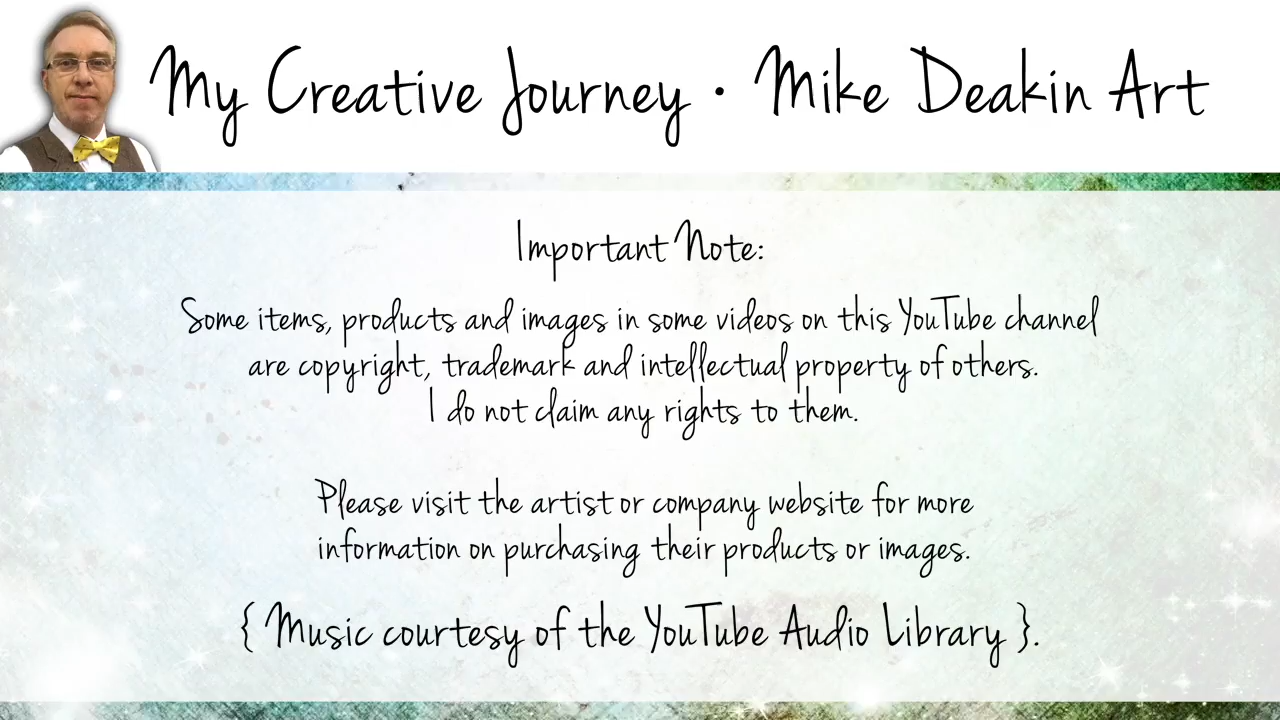 My Creative Journey • Mike Deakin Art
Important Note:
Some items, products and images in some videos on this YouTube channel
are copyright, trademark and intellectual property of others.
I do not claim any rights to them.
Please visit the artist or company website for more
information on purchasing their products or images.
{ Music courtesy of the YouTube Audio Library }.